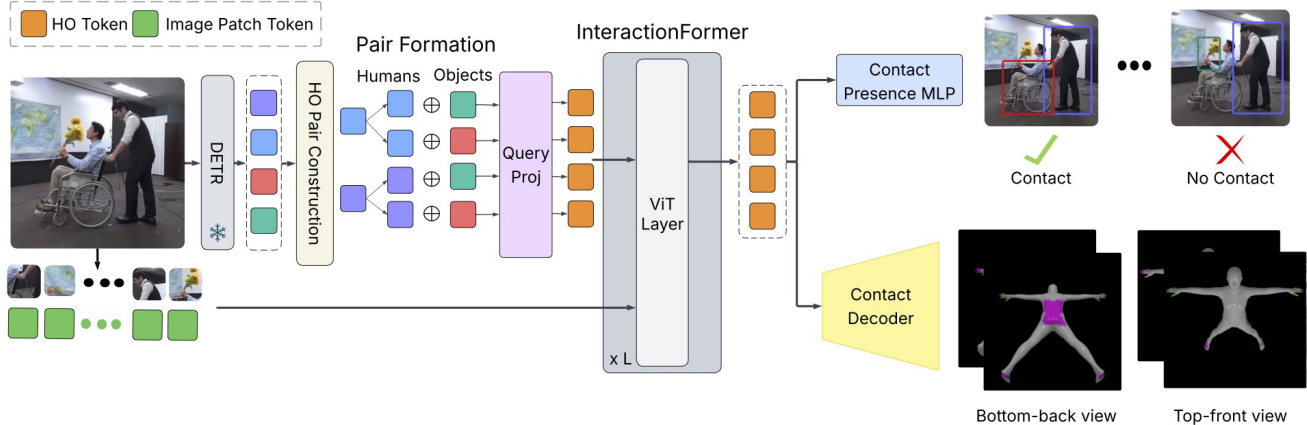 HO Token
Image Patch Token
DETR
HO Pair Construction
Pair Formation
Humans
Objects
Query
Proj
InteractionFormer
ViT
Layer
x L
Contact
Presence MLP
Contact
No Contact
Contact
Decoder
Bottom-back view
Top-front view